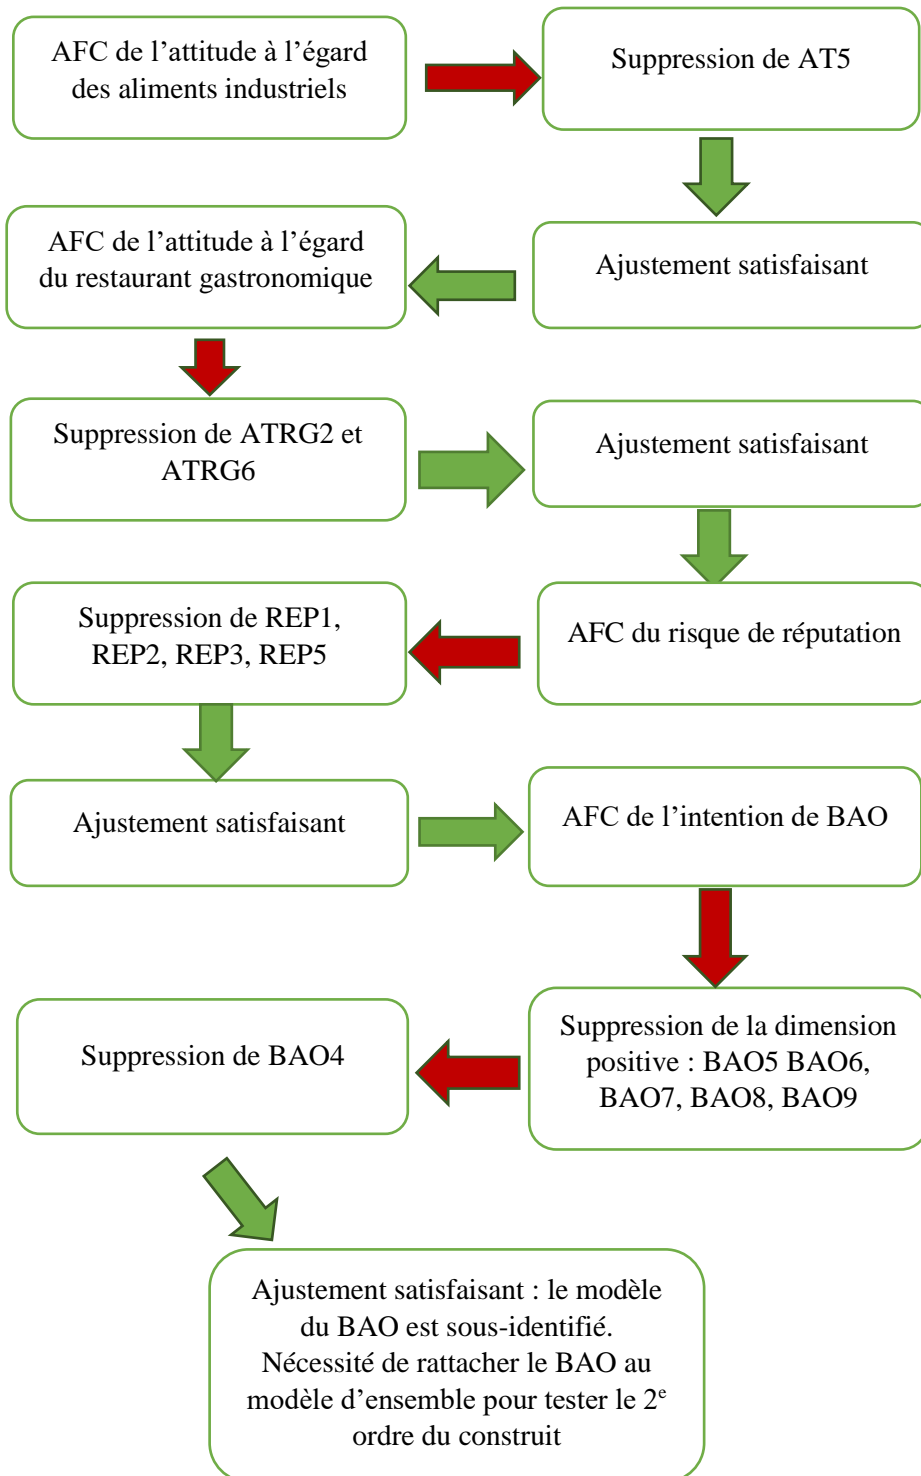 AFC de l’attitude à l’égard
des aliments industriels
Suppression de AT5
Ajustement satisfaisant
AFC de l’attitude à l’égard
du restaurant gastronomique
Suppression de ATRG2 et
ATRG6
Ajustement satisfaisant
AFC du risque de réputation
Suppression de REP1,
REP2, REP3, REP5
Ajustement satisfaisant
AFC de l’intention de BAO
Suppression de la dimension
positive : BAO5 BAO6,
BAO7, BAO8, BAO9
Suppression de BAO4
Ajustement satisfaisant : le modèle
du BAO est sous-identifié.
Nécessité de rattacher le BAO au
modèle d’ensemble pour tester le 2e
ordre du construit